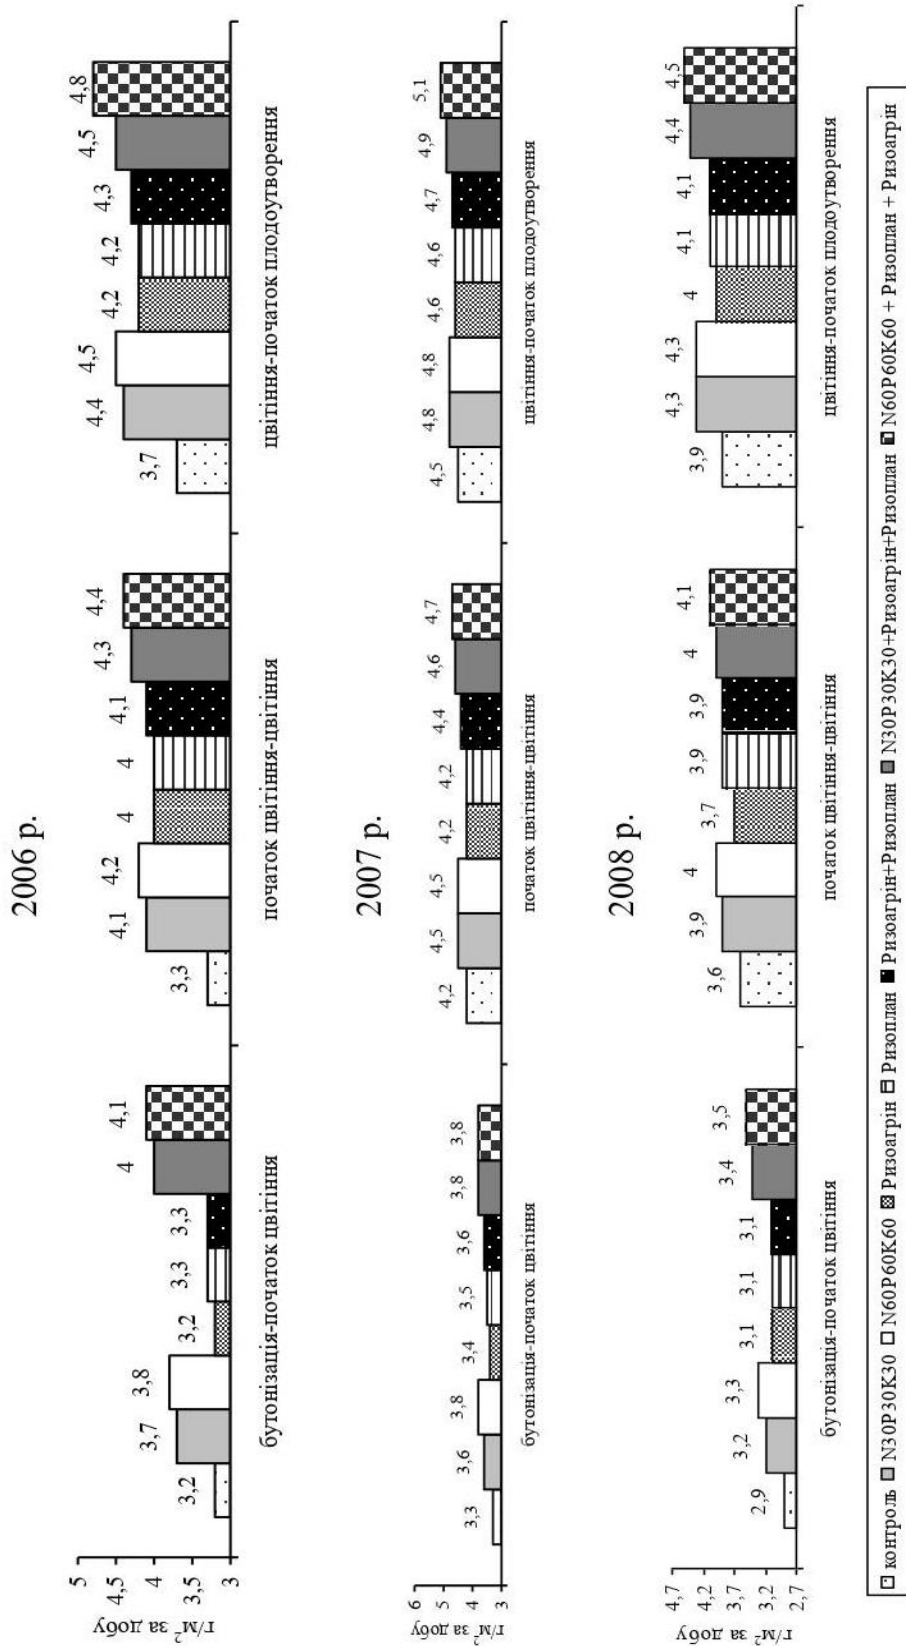 2006 р.
г/м² за добу
5
4,5
4
3,5
3
3,2 3,7 3,8 3,2 3,3 3,3 4 4,1
3,3 4,1 4,2 4 4 4,1 4,3 4,4
3,7 4,4 4,5 4,2 4,2 4,3 4,5 4,8
бутонізація-початок цвітіння початок цвітіння-цвітіння цвітіння-початок плодоутворення
2007 р.
г/м² за добу
6
5
4
3
3,3 3,6 3,8 3,4 3,5 3,6 3,8 3,8
4,2 4,5 4,5 4,2 4,2 4,4 4,6 4,7
4,5 4,8 4,8 4,6 4,6 4,7 4,9 5,1
бутонізація-початок цвітіння початок цвітіння-цвітіння цвітіння-початок плодоутворення
2008 р.
г/м² за добу
4,7
4,2
3,7
3,2
2,7
2,9 3,2 3,3 3,1 3,1 3,1 3,4 3,5
3,6 3,9 4 3,7 3,9 3,9 4 4,1
3,9 4,3 4,3 4 4,1 4,1 4,4 4,5
бутонізація-початок цвітіння початок цвітіння-цвітіння цвітіння-початок плодоутворення
контроль N30P30K30 N60P60K60 Ризоагрін Ризоплан Ризоагрін+Ризоплан N30P30K30+Ризоагрін+Ризоплан N60P60K60 + Ризоплан + Ризоагрін